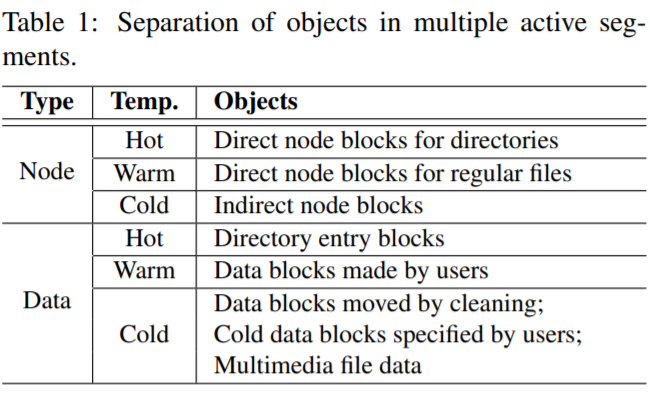 Table 1: Separation of objects in multiple active seg-
ments.
Type Temp. Objects
Node
Hot Direct node blocks for directories
Warm Direct node blocks for regular files
Cold Indirect node blocks
Data
Hot Directory entry blocks
Warm Data blocks made by users
Cold
Data blocks moved by cleaning;
Cold data blocks specified by users;
Multimedia file data